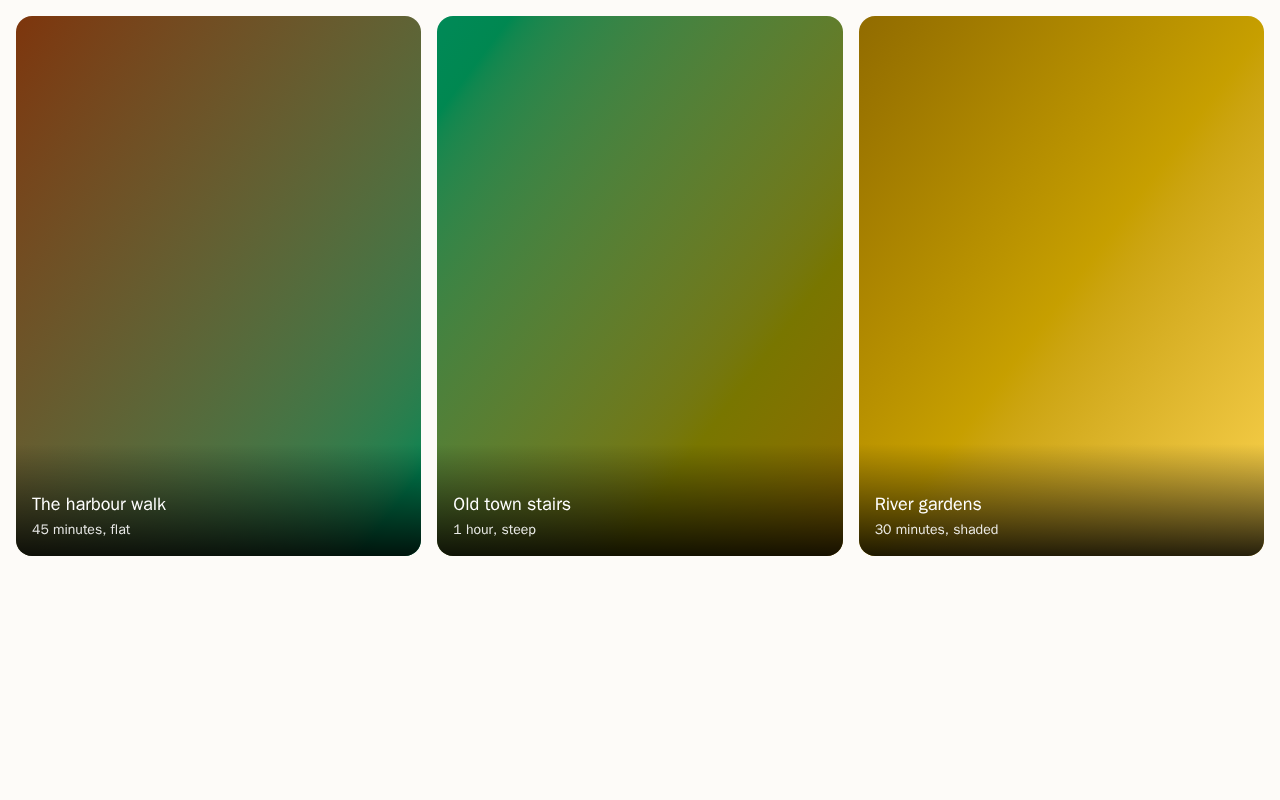 The harbour walk
45 minutes, flat
Old town stairs
1 hour, steep
River gardens
30 minutes, shaded